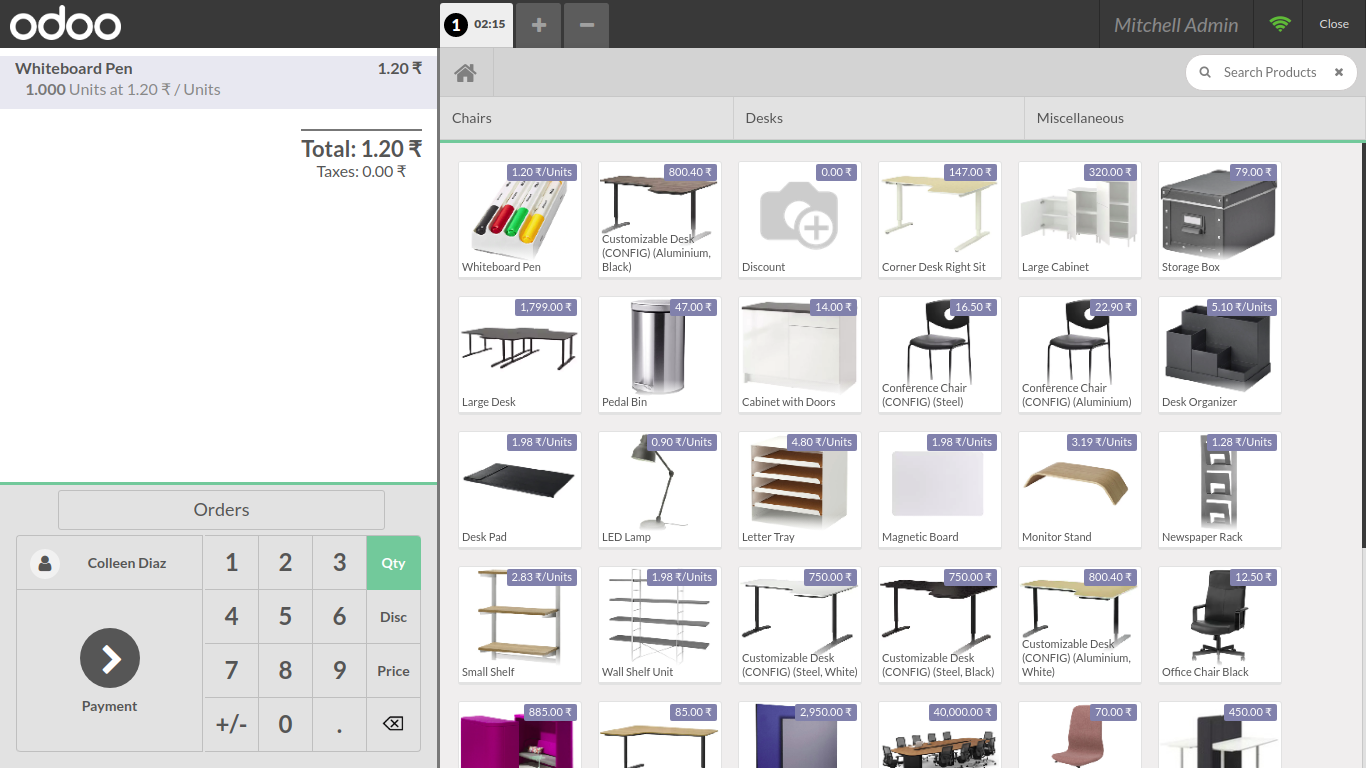 odoo
1 02:15
+
−
Mitchell Admin
Close
Whiteboard Pen 1.20 ₹
1.000 Units at 1.20 ₹ / Units
Total: 1.20 ₹
Taxes: 0.00 ₹
Orders
Colleen Diaz
Payment
1 2 3 Qty
4 5 6 Disc
7 8 9 Price
+/- 0 .
Search Products
Chairs
Desks
Miscellaneous
1.20 ₹/Units
Whiteboard Pen
800.40 ₹
Customizable Desk
(CONFIG) (Aluminium,
Black)
0.00 ₹
Discount
147.00 ₹
Corner Desk Right Sit
320.00 ₹
Large Cabinet
79.00 ₹
Storage Box
1,799.00 ₹
Large Desk
47.00 ₹
Pedal Bin
14.00 ₹
Cabinet with Doors
16.50 ₹
Conference Chair
(CONFIG) (Steel)
22.90 ₹
Conference Chair
(CONFIG) (Aluminium)
5.10 ₹/Units
Desk Organizer
1.98 ₹/Units
Desk Pad
0.90 ₹/Units
LED Lamp
4.80 ₹/Units
Letter Tray
1.98 ₹/Units
Magnetic Board
3.19 ₹/Units
Monitor Stand
1.28 ₹/Units
Newspaper Rack
2.83 ₹/Units
Small Shelf
1.98 ₹/Units
Wall Shelf Unit
750.00 ₹
Customizable Desk
(CONFIG) (Steel, White)
750.00 ₹
Customizable Desk
(CONFIG) (Steel, Black)
800.40 ₹
Customizable Desk
(CONFIG) (Aluminium,
White)
12.50 ₹
Office Chair Black
885.00 ₹
85.00 ₹
2,950.00 ₹
40,000.00 ₹
70.00 ₹
450.00 ₹